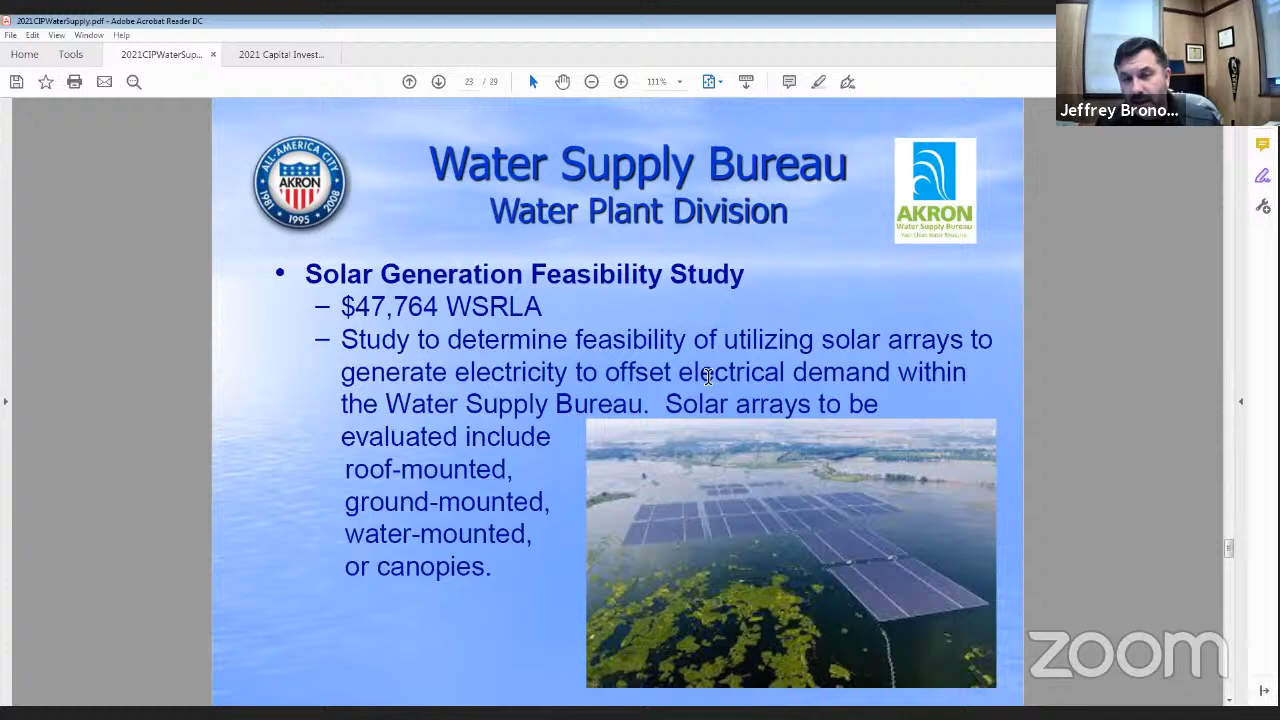 2021CIPWaterSupply.pdf - Adobe Acrobat Reader DC
File Edit View Window Help
Home Tools 2021CIPWaterSup... × 2021 Capital Invest...
23 / 29 111%
Jeffrey Brono...
ALL-AMERICA CITY
AKRON
1981 1995 2008
Water Supply Bureau
Water Plant Division
AKRON
Water Supply Bureau
• Solar Generation Feasibility Study
– $47,764 WSRLA
– Study to determine feasibility of utilizing solar arrays to
generate electricity to offset electrical demand within
the Water Supply Bureau. Solar arrays to be
evaluated include
roof-mounted,
ground-mounted,
water-mounted,
or canopies.
zoom